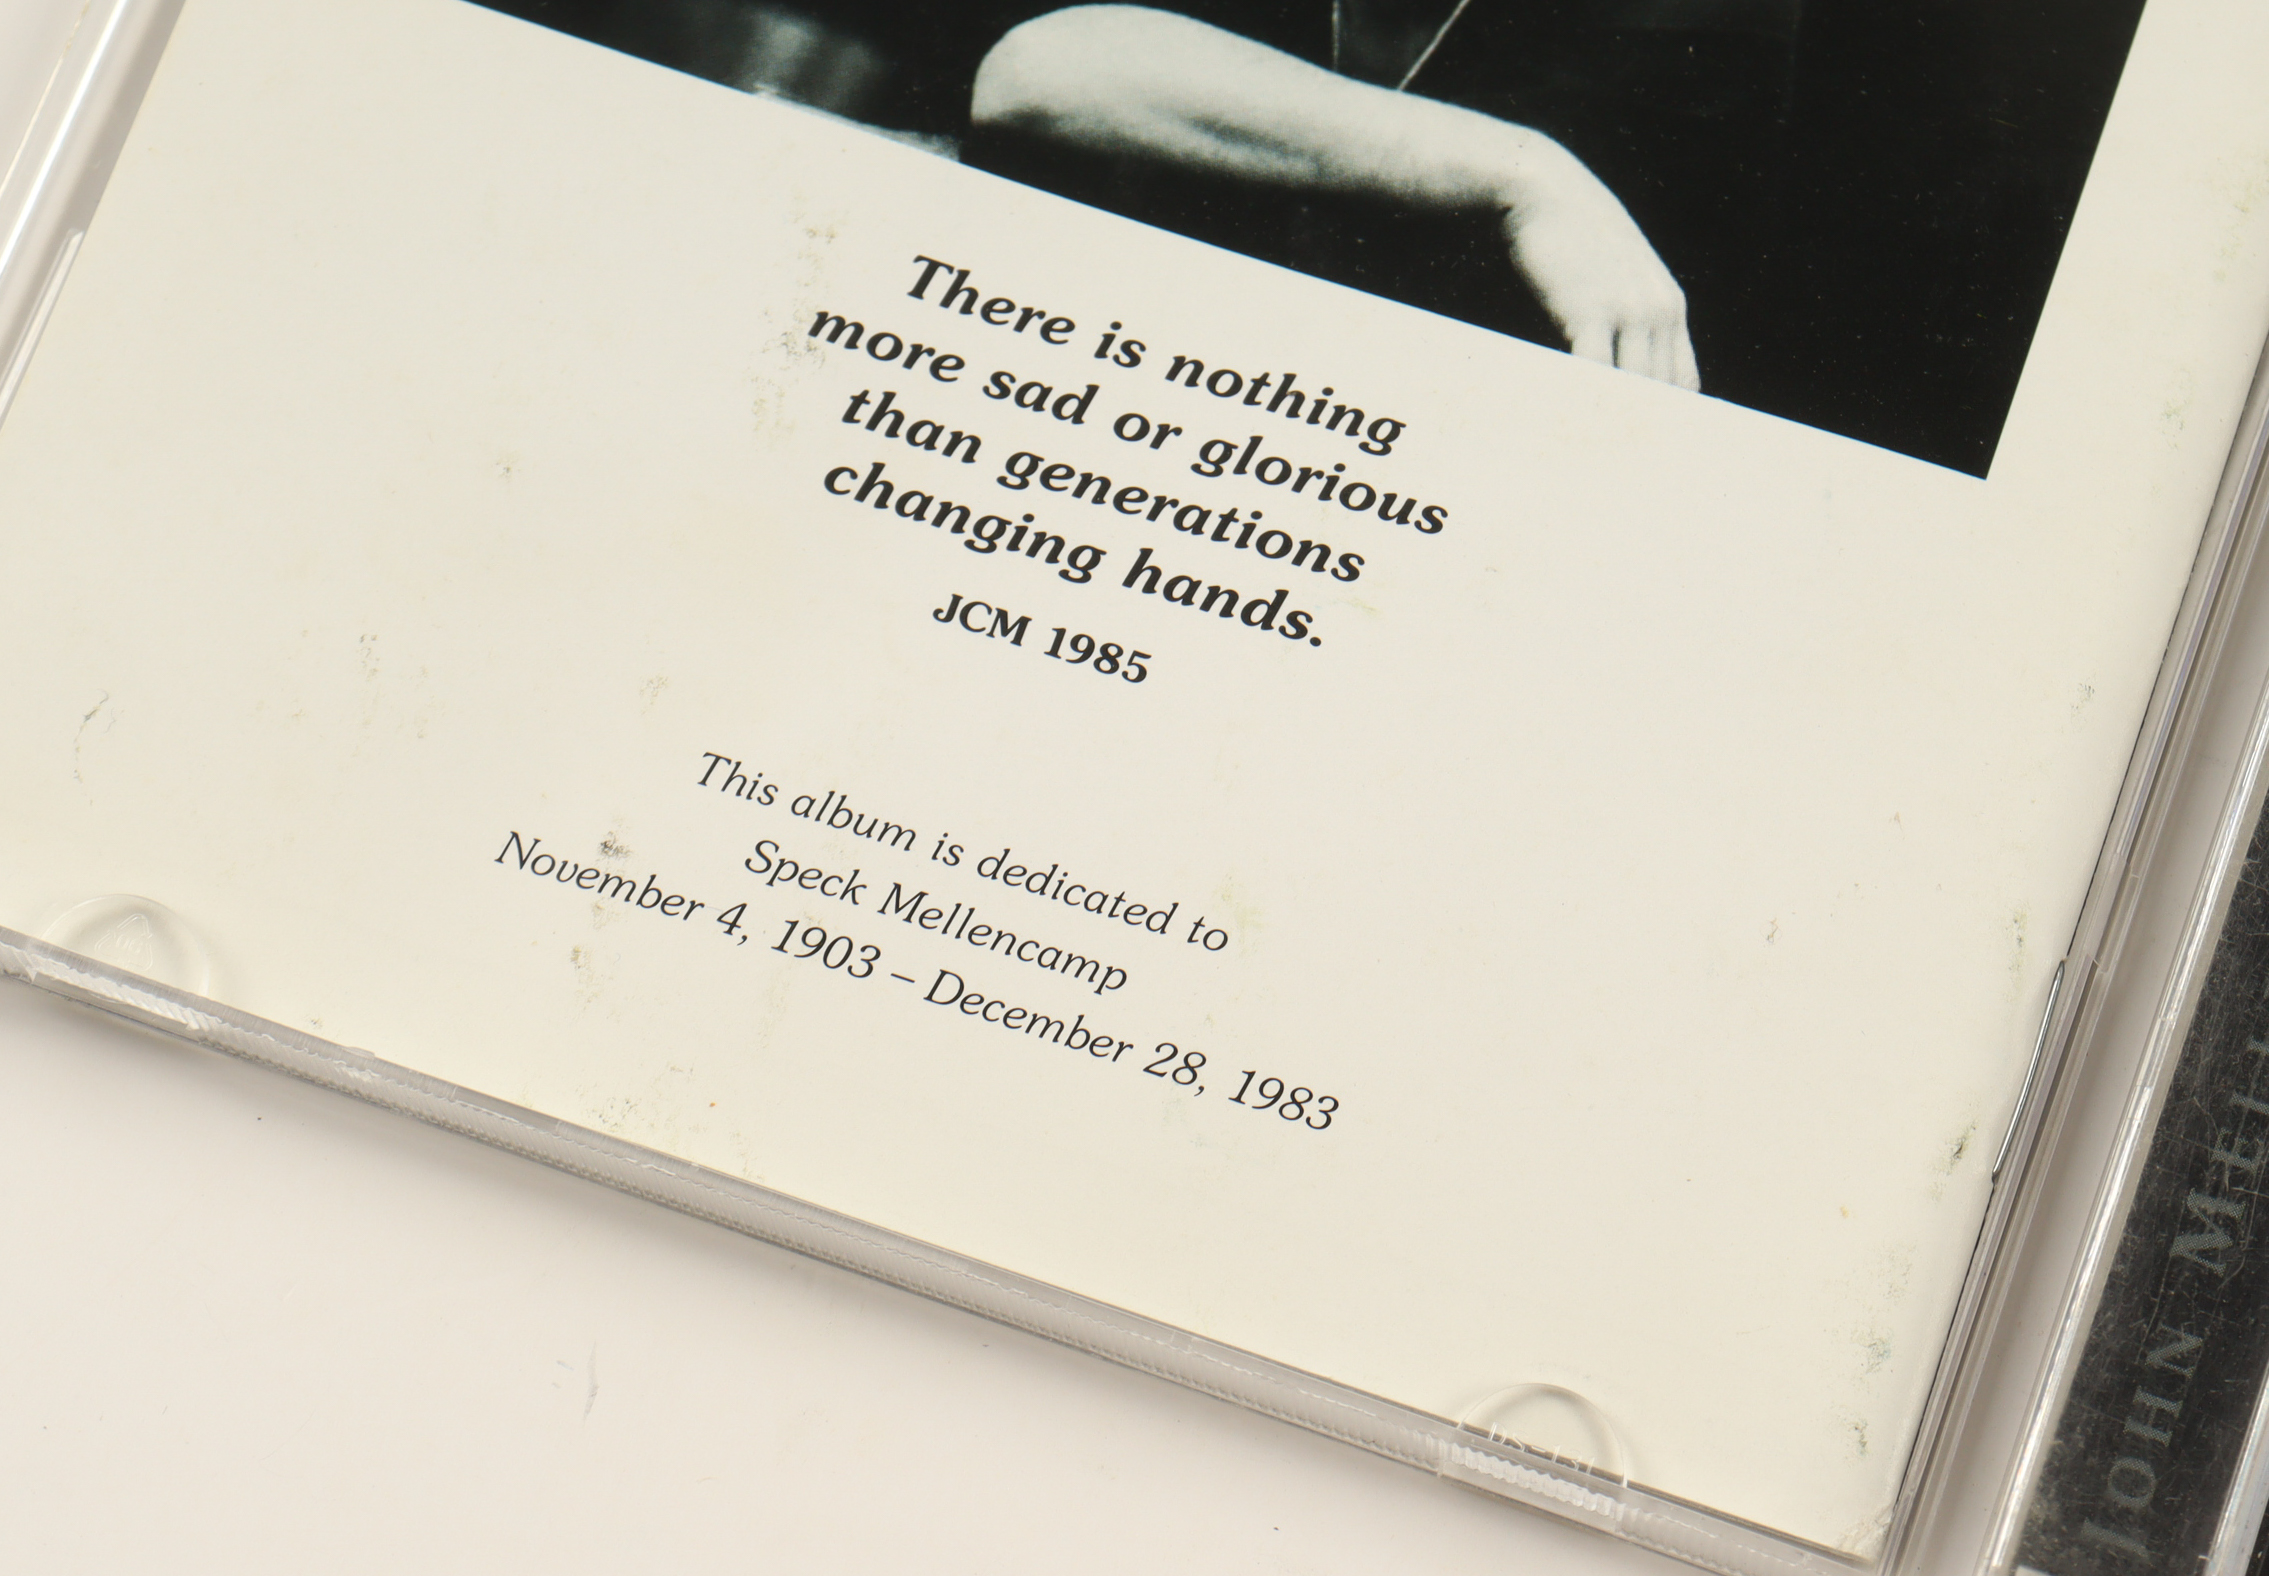 There is nothing
more sad or glorious
than generations
changing hands.
JCM 1985
This album is dedicated to
Speck Mellencamp
November 4, 1903 – December 28, 1983
JOHN MELL